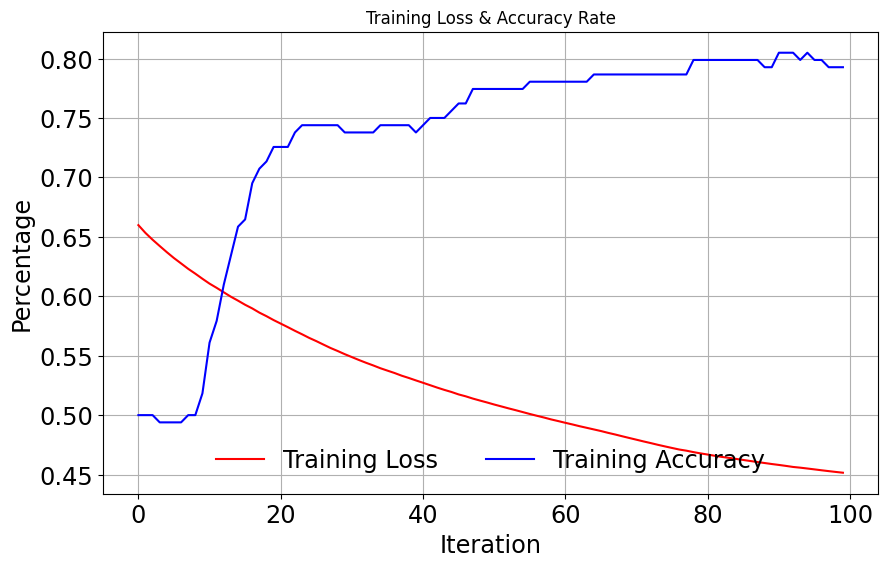 Training Loss & Accuracy Rate
0.80
0.75
0.70
0.65
0.60
0.55
0.50
0.45
Percentage
Training Loss Training Accuracy
0 20 40 60 80 100
Iteration